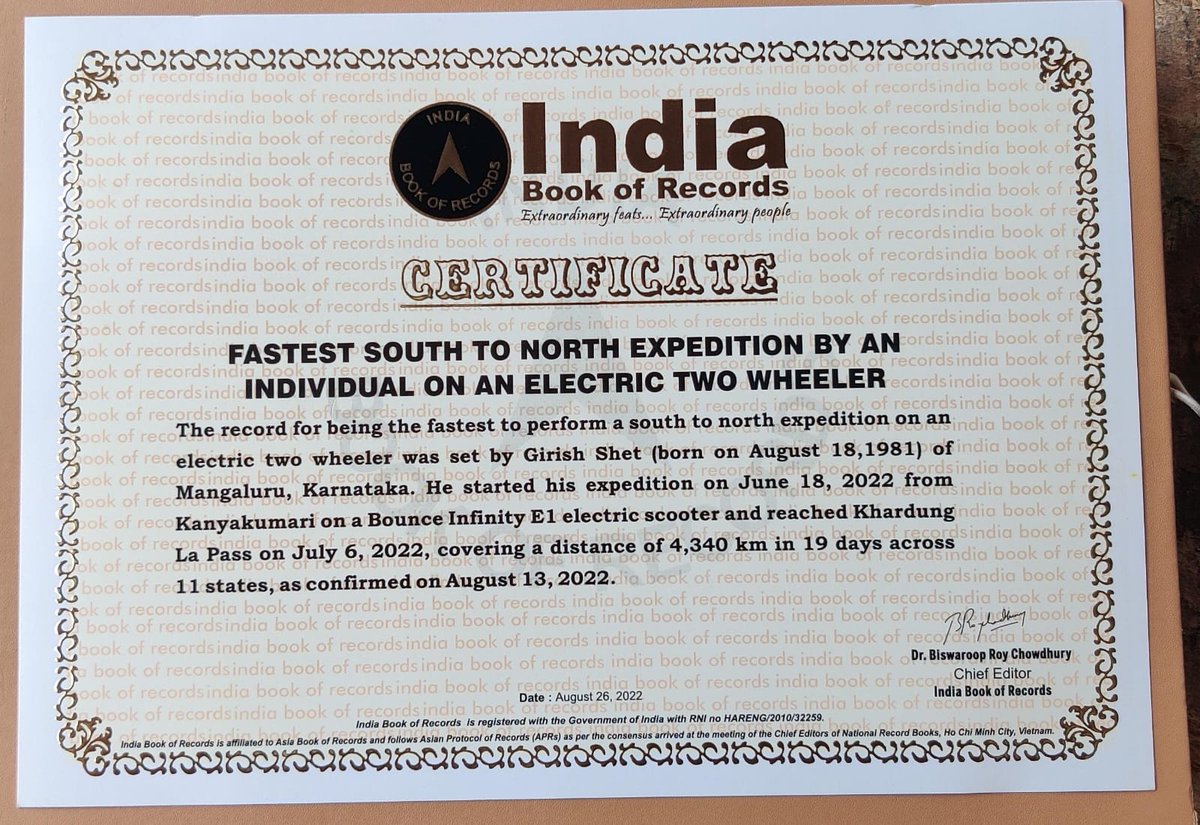 INDIA
BOOK OF RECORDS
India
Book of Records
Extraordinary feats... Extraordinary people
CERTIFICATE
FASTEST SOUTH TO NORTH EXPEDITION BY AN
INDIVIDUAL ON AN ELECTRIC TWO WHEELER
The record for being the fastest to perform a south to north expedition on an
electric two wheeler was set by Girish Shet (born on August 18,1981) of
Mangaluru, Karnataka. He started his expedition on June 18, 2022 from
Kanyakumari on a Bounce Infinity E1 electric scooter and reached Khardung
La Pass on July 6, 2022, covering a distance of 4,340 km in 19 days across
11 states, as confirmed on August 13, 2022.
Dr. Biswaroop Roy Chowdhury
Chief Editor
India Book of Records
Date : August 26, 2022
India Book of Records is registered with the Government of India with RNI no HARENG/2010/32259.
India Book of Records is affiliated to Asia Book of Records and follows Asian Protocol of Records (APRs) as per the consensus arrived at the meeting of the Chief Editors of National Record Books, Ho Chi Minh City, Vietnam.